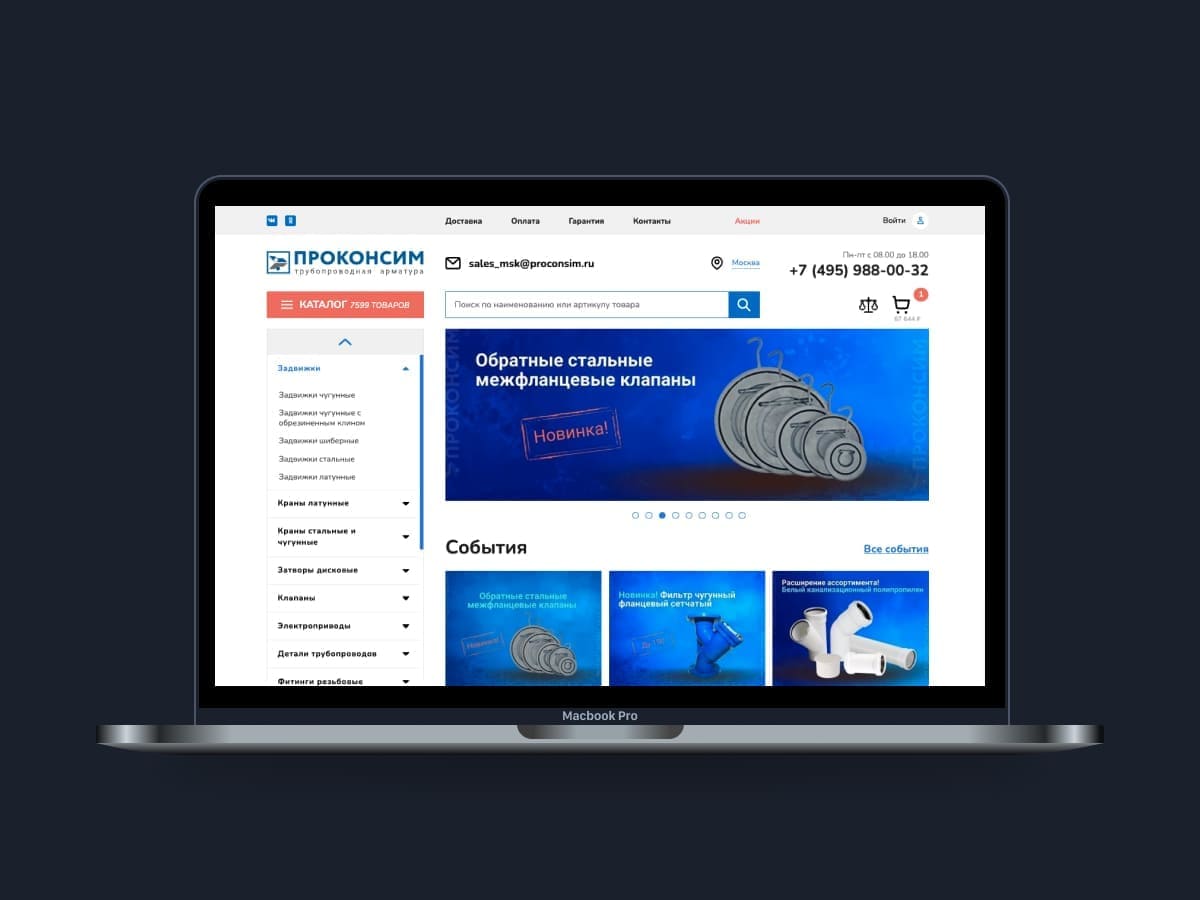 Доставка Оплата Гарантия Контакты Акции Войти
ПРОКОНСИМ
трубопроводная арматура
sales_msk@proconsim.ru
Москва
Пн-пт с 08.00 до 18.00
+7 (495) 988-00-32
КАТАЛОГ 7599 ТОВАРОВ
Поиск по наименованию или артикулу товара
1
67 644 ₽
Задвижки
Задвижки чугунные
Задвижки чугунные с
обрезиненным клином
Задвижки шиберные
Задвижки стальные
Задвижки латунные
Краны латунные
Краны стальные и
чугунные
Затворы дисковые
Клапаны
Электроприводы
Детали трубопроводов
Фитинги резьбовые
ПРОКОНСИМ
Обратные стальные
межфланцевые клапаны
Новинка!
ПРОКОНСИМ
События
Все события
Обратные стальные
межфланцевые клапаны
Новинка!
Новинка! Фильтр чугунный
фланцевый сетчатый
Расширение ассортимента!
Белый канализационный полипропилен
Macbook Pro